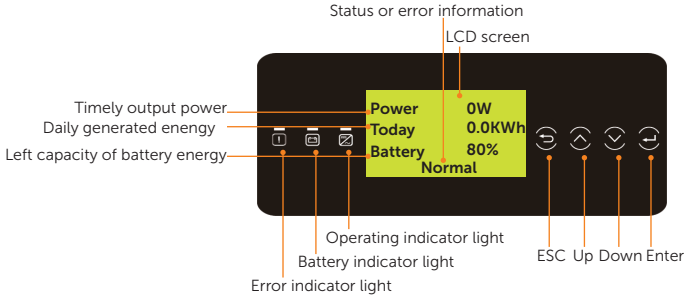 Status or error information
LCD screen
Timely output power
Daily generated energy
Left capacity of battery energy
Power 0W
Today 0.0KWh
Battery 80%
Normal
Operating indicator light
Battery indicator light
Error indicator light
ESC Up Down Enter